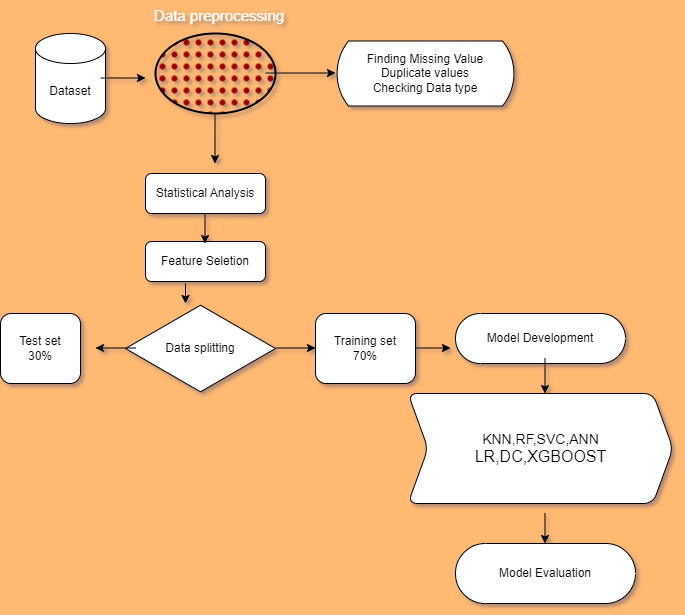 Data preprocessing
Dataset
Finding Missing Value
Duplicate values
Checking Data type
Statistical Analysis
Feature Seletion
Test set
30%
Data splitting
Training set
70%
Model Development
KNN,RF,SVC,ANN
LR,DC,XGBOOST
Model Evaluation